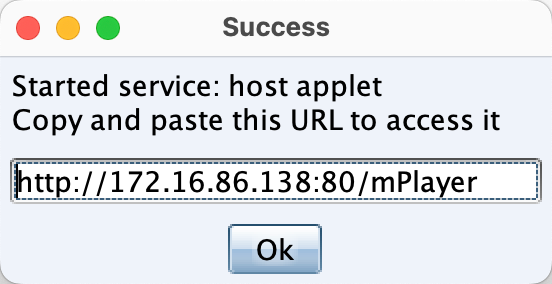 Success
Started service: host applet
Copy and paste this URL to access it
http://172.16.86.138:80/mPlayer
Ok